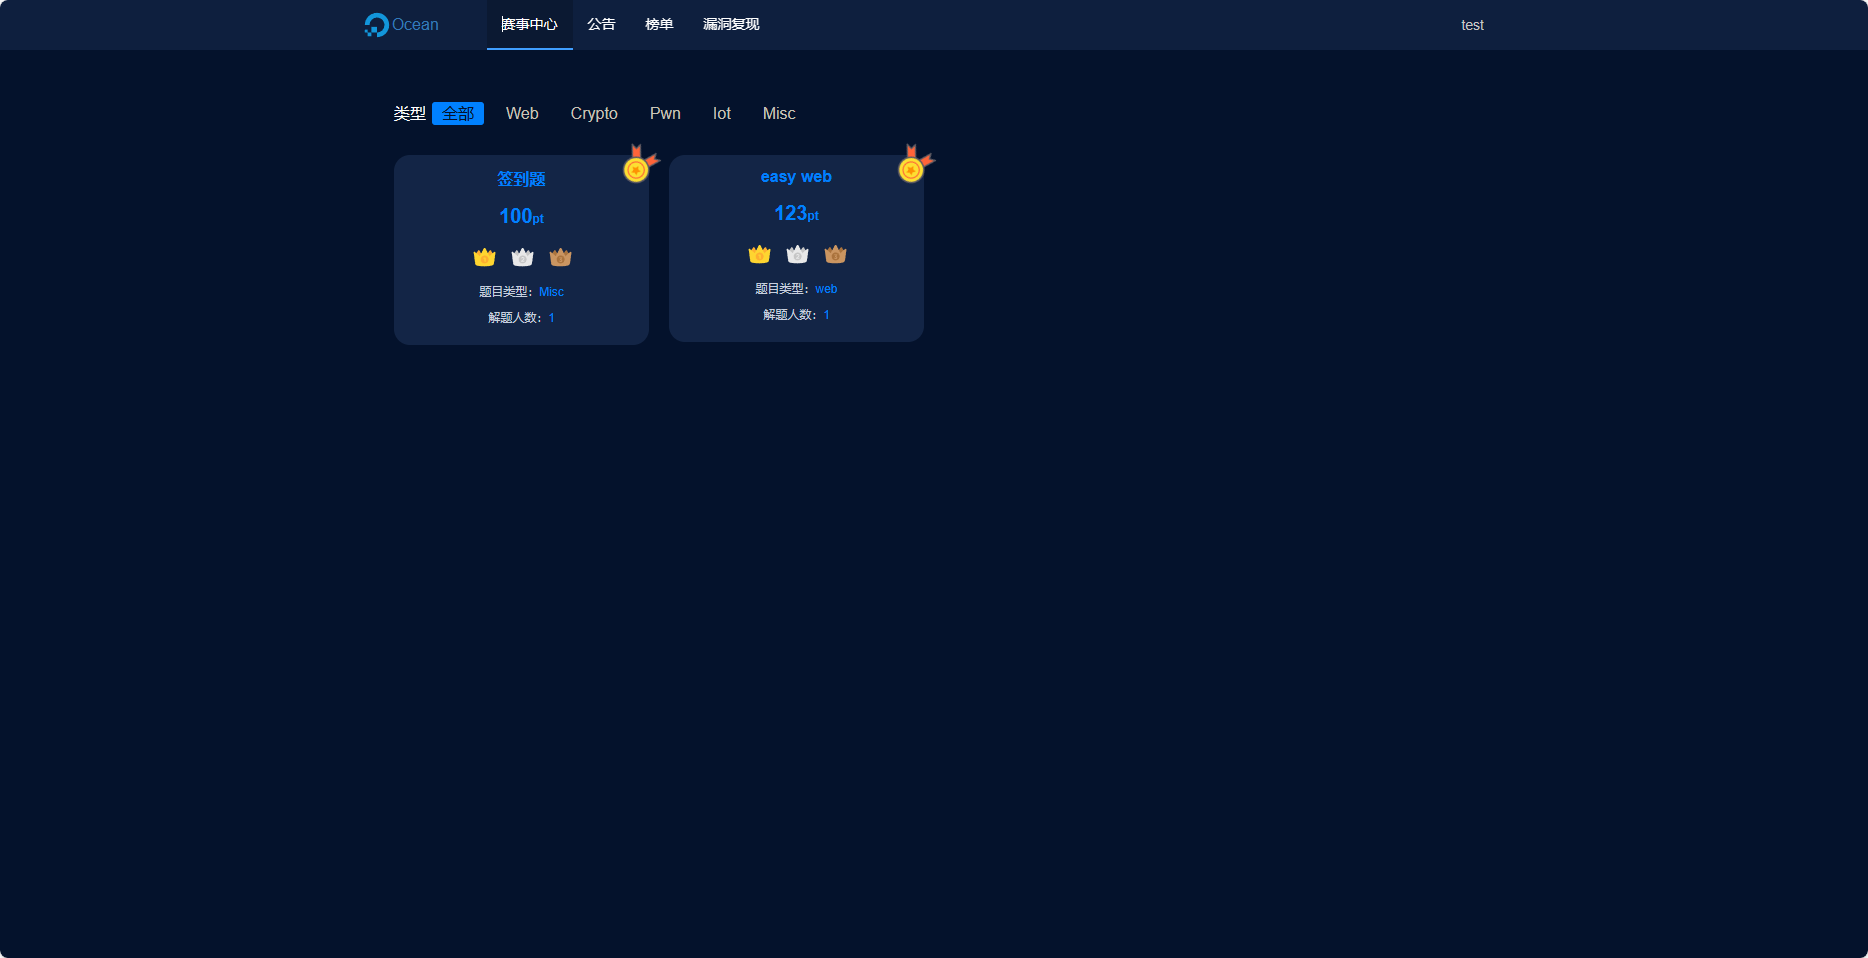 Ocean 赛事中心 公告 榜单 漏洞复现 test
类型 全部 Web Crypto Pwn Iot Misc
签到题
100pt
题目类型：Misc
解题人数：1
easy web
123pt
题目类型：web
解题人数：1